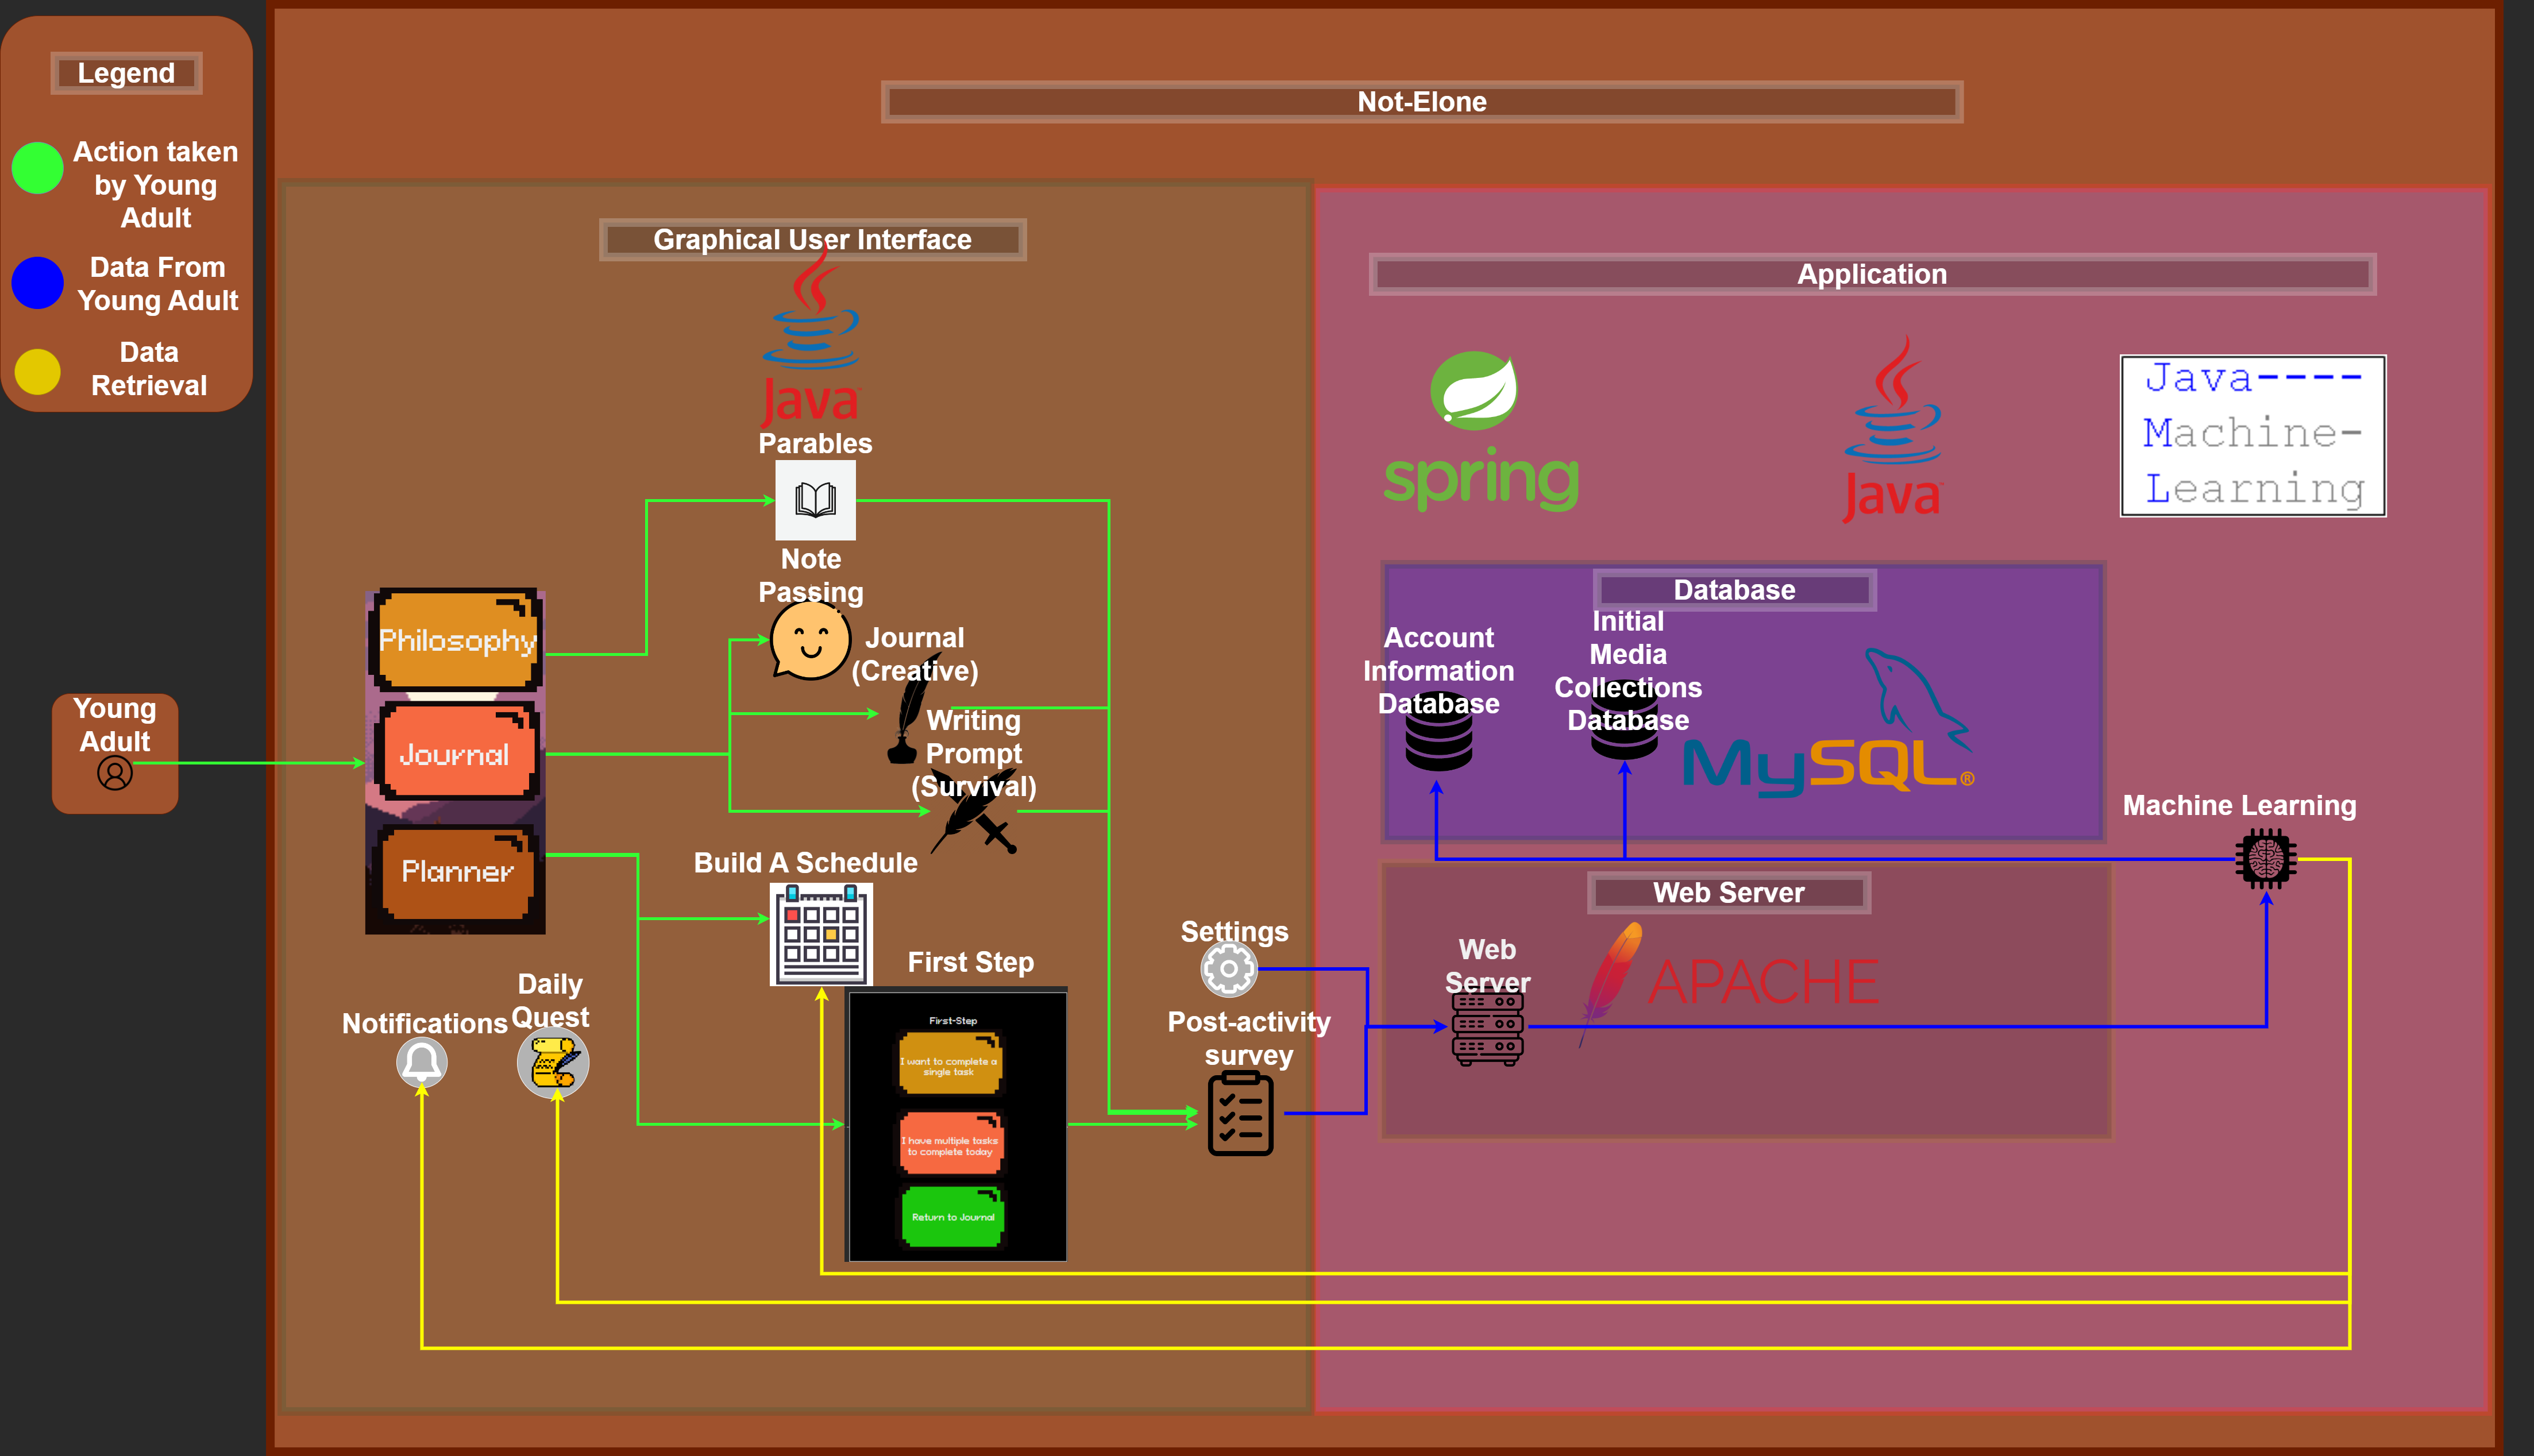 Legend
Action taken
by Young
Adult
Data From
Young Adult
Data
Retrieval
Not-Elone
Graphical User Interface
Java
Parables
Note
Passing
Journal
(Creative)
Writing
Prompt
(Survival)
Philosophy
Journal
Planner
Young
Adult
Build A Schedule
First Step
Daily
Quest
Notifications
First-Step
I want to complete a
single task
I have multiple tasks
to complete today
Return to Journal
Settings
Post-activity
survey
Application
spring
Java
Java----
Machine-
Learning
Database
Account
Information
Database
Initial
Media
Collections
Database
MySQL®
Machine Learning
Web Server
Web
Server
APACHE